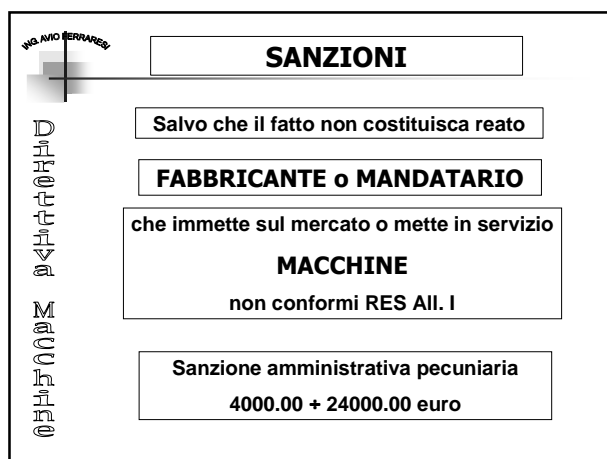 ING. AVIO FERRARESI
SANZIONI
Direttiva Macchine
Salvo che il fatto non costituisca reato
FABBRICANTE o MANDATARIO
che immette sul mercato o mette in servizio
MACCHINE
non conformi RES All. I
Sanzione amministrativa pecuniaria
4000.00 + 24000.00 euro